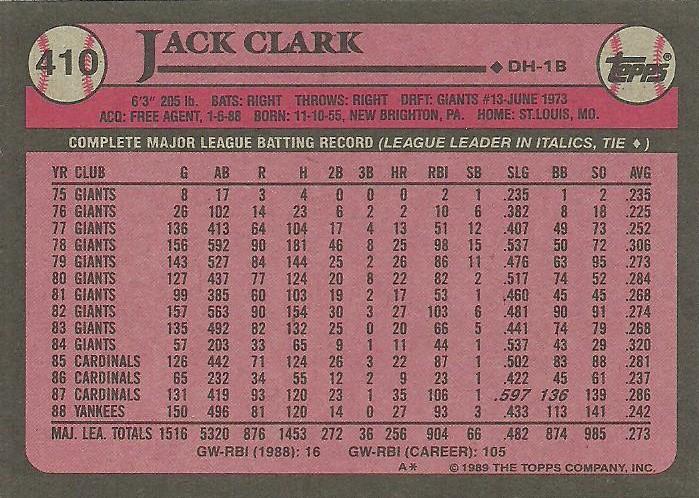 410 JACK CLARK ◆ DH-1B Topps®
6'3" 205 lb. BATS: RIGHT THROWS: RIGHT DRFT: GIANTS #13-JUNE 1973
ACQ: FREE AGENT, 1-6-88 BORN: 11-10-55, NEW BRIGHTON, PA. HOME: ST.LOUIS, MO.
COMPLETE MAJOR LEAGUE BATTING RECORD (LEAGUE LEADER IN ITALICS, TIE ♦)
YR CLUB G AB R H 2B 3B HR RBI SB SLG BB SO AVG
75 GIANTS 8 17 3 4 0 0 0 2 1 .235 1 2 .235
76 GIANTS 26 102 14 23 6 2 2 10 6 .382 8 18 .225
77 GIANTS 136 413 64 104 17 4 13 51 12 .407 49 73 .252
78 GIANTS 156 592 90 181 46 8 25 98 15 .537 50 72 .306
79 GIANTS 143 527 84 144 25 2 26 86 11 .476 63 95 .273
80 GIANTS 127 437 77 124 20 8 22 82 2 .517 74 52 .284
81 GIANTS 99 385 60 103 19 2 17 53 1 .460 45 45 .268
82 GIANTS 157 563 90 154 30 3 27 103 6 .481 90 91 .274
83 GIANTS 135 492 82 132 25 0 20 66 5 .441 74 79 .268
84 GIANTS 57 203 33 65 9 1 11 44 1 .537 43 29 .320
85 CARDINALS 126 442 71 124 26 3 22 87 1 .502 83 88 .281
86 CARDINALS 65 232 34 55 12 2 9 23 1 .422 45 61 .237
87 CARDINALS 131 419 93 120 23 1 35 106 1 .597 136 139 .286
88 YANKEES 150 496 81 120 14 0 27 93 3 .433 113 141 .242
MAJ. LEA. TOTALS 1516 5320 876 1453 272 36 256 904 66 .482 874 985 .273
GW-RBI (1988): 16 GW-RBI (CAREER): 105
A* © 1989 THE TOPPS COMPANY, INC.